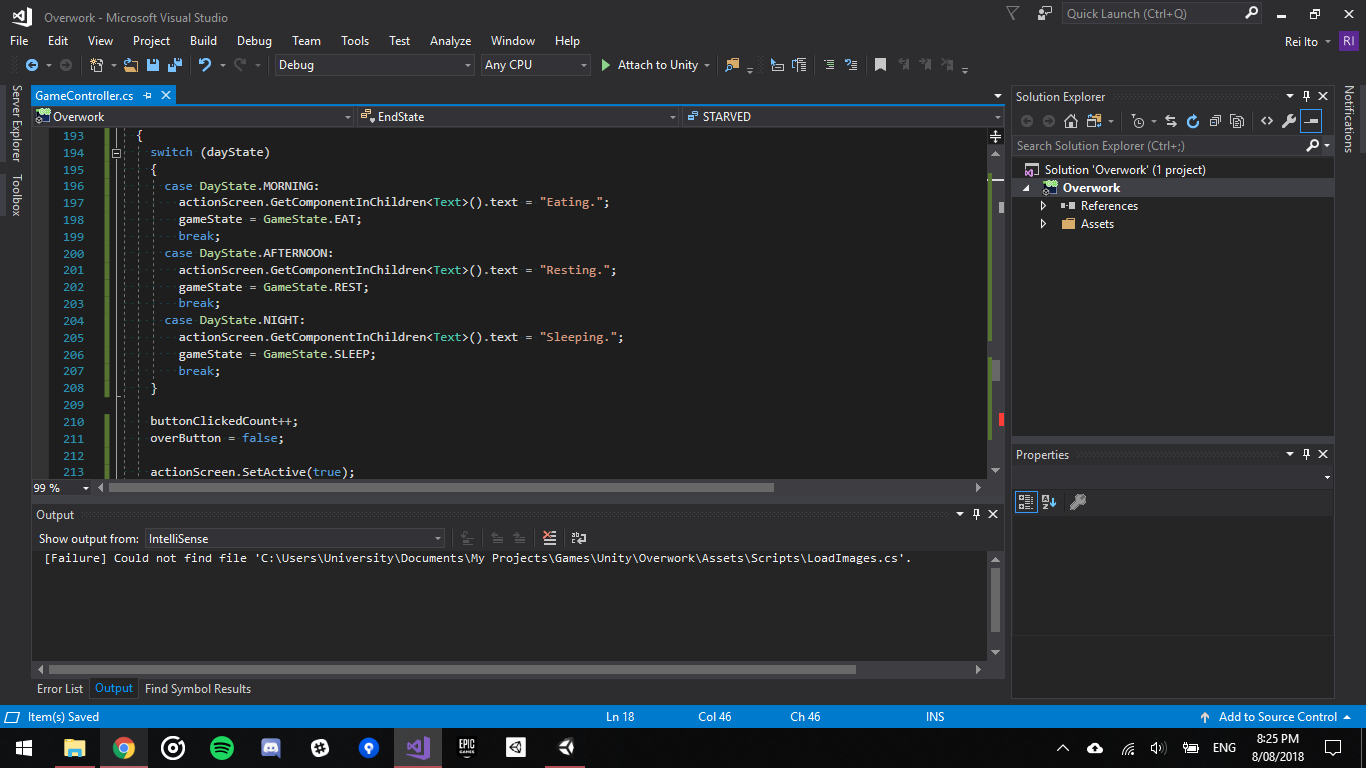 Overwork - Microsoft Visual Studio
Quick Launch (Ctrl+Q)
File Edit View Project Build Debug Team Tools Test Analyze Window Help
Rei Ito RI
Debug Any CPU Attach to Unity
Server Explorer
Toolbox
GameController.cs
Overwork EndState STARVED
193 {
194 switch (dayState)
195 {
196 case DayState.MORNING:
197 actionScreen.GetComponentInChildren<Text>().text = "Eating.";
198 gameState = GameState.EAT;
199 break;
200 case DayState.AFTERNOON:
201 actionScreen.GetComponentInChildren<Text>().text = "Resting.";
202 gameState = GameState.REST;
203 break;
204 case DayState.NIGHT:
205 actionScreen.GetComponentInChildren<Text>().text = "Sleeping.";
206 gameState = GameState.SLEEP;
207 break;
208 }
209
210 buttonClickedCount++;
211 overButton = false;
212
213 actionScreen.SetActive(true);
99 %
Output
Show output from: IntelliSense
[Failure] Could not find file 'C:\Users\University\Documents\My Projects\Games\Unity\Overwork\Assets\Scripts\LoadImages.cs'.
Error List Output Find Symbol Results
Solution Explorer
Search Solution Explorer (Ctrl+;)
Solution 'Overwork' (1 project)
Overwork
References
Assets
Properties
Notifications
Item(s) Saved Ln 18 Col 46 Ch 46 INS Add to Source Control
EPIC GAMES
ENG
8:25 PM
8/08/2018